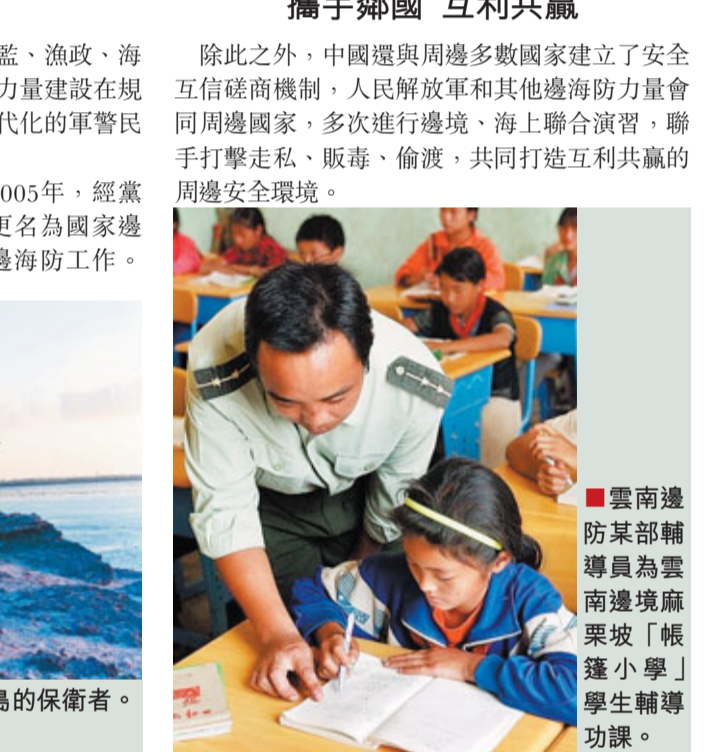 監、漁政、海
力量建設在規
代化的軍警民
005年，經黨
更名為國家邊
邊海防工作。
島的保衛者。
攜手鄰國 互利共贏
除此之外，中國還與周邊多數國家建立了安全
互信磋商機制，人民解放軍和其他邊海防力量會
同周邊國家，多次進行邊境、海上聯合演習，聯
手打擊走私、販毒、偷渡，共同打造互利共贏的
周邊安全環境。
■雲南邊
防某部輔
導員為雲
南邊境麻
栗坡「帳
篷小學」
學生輔導
功課。